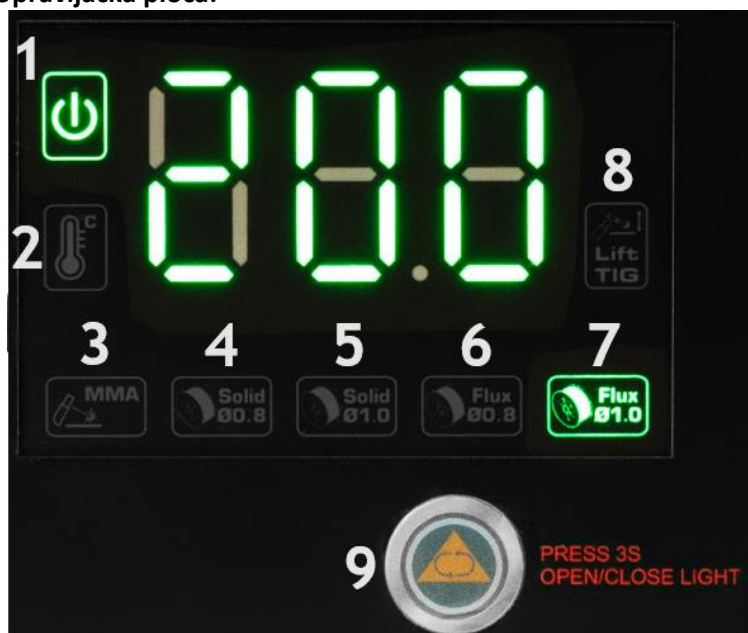 1
200
8
2
°C
Lift
TIG
3
4
5
6
7
MMA
Solid
Ø0.8
Solid
Ø1.0
Flux
Ø0.8
Flux
Ø1.0
9
PRESS 3S
OPEN/CLOSE LIGHT